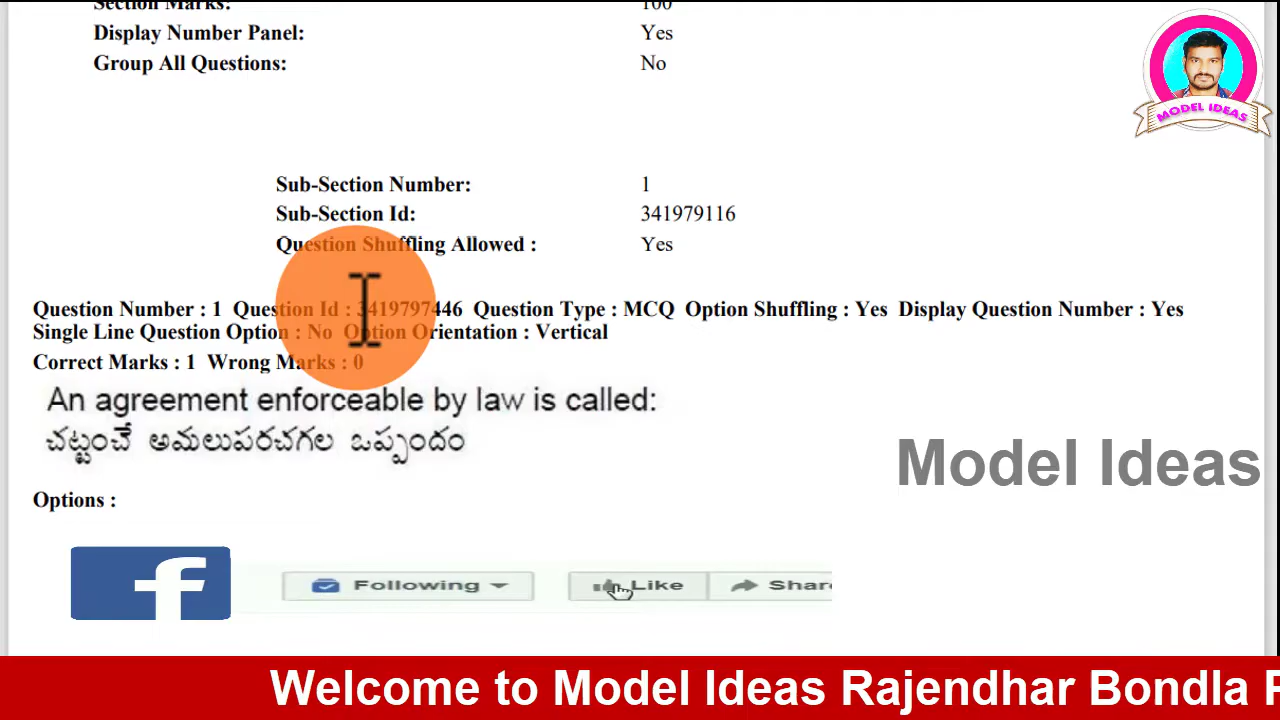 Section Marks: 100
Display Number Panel: Yes
Group All Questions: No
MODEL IDEAS
Sub-Section Number: 1
Sub-Section Id: 341979116
Question Shuffling Allowed : Yes
Question Number : 1 Question Id : 3419797446 Question Type : MCQ Option Shuffling : Yes Display Question Number : Yes
Single Line Question Option : No Option Orientation : Vertical
Correct Marks : 1 Wrong Marks : 0
An agreement enforceable by law is called:
చట్టంచే అమలుపరచగల ఒప్పందం
Model Ideas
Options :
f
Following Like Share
Welcome to Model Ideas Rajendhar Bondla